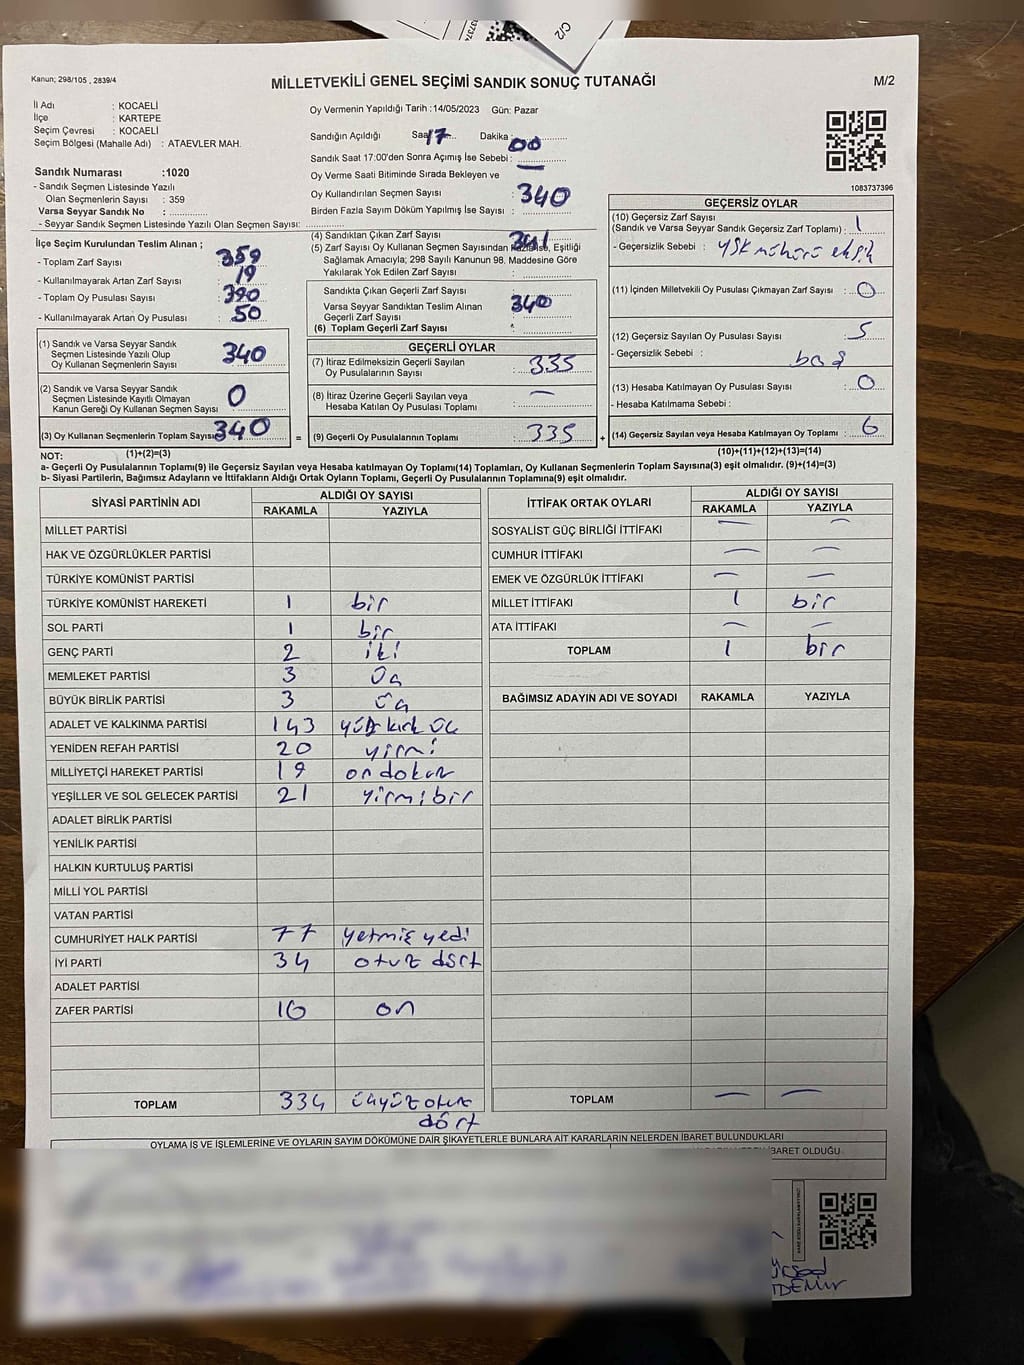 C/2
Kanun; 298/105 , 2839/4
MİLLETVEKİLİ GENEL SEÇİMİ SANDIK SONUÇ TUTANAĞI
M/2
İl Adı : KOCAELİ
İlçe : KARTEPE
Seçim Çevresi : KOCAELİ
Seçim Bölgesi (Mahalle Adı) : ATAEVLER MAH.
Sandık Numarası :1020
- Sandık Seçmen Listesinde Yazılı
Olan Seçmenlerin Sayısı : 359
Varsa Seyyar Sandık No :
- Seyyar Sandık Seçmen Listesinde Yazılı Olan Seçmen Sayısı:
İlçe Seçim Kurulundan Teslim Alınan ;
- Toplam Zarf Sayısı : 359
- Kullanılmayarak Artan Zarf Sayısı : 19
- Toplam Oy Pusulası Sayısı : 390
- Kullanılmayarak Artan Oy Pusulası : 50
(1) Sandık ve Varsa Seyyar Sandık
Seçmen Listesinde Yazılı Olup
Oy Kullanan Seçmenlerin Sayısı 340
(2) Sandık ve Varsa Seyyar Sandık
Seçmen Listesinde Kayıtlı Olmayan
Kanun Gereği Oy Kullanan Seçmen Sayısı 0
(3) Oy Kullanan Seçmenlerin Toplam Sayısı 340
(1)+(2)=(3)
Oy Vermenin Yapıldığı Tarih :14/05/2023 Gün: Pazar
Sandığın Açıldığı Saat 17 Dakika : 00
Sandık Saat 17:00'den Sonra Açımış İse Sebebi : —
Oy Verme Saati Bitiminde Sırada Bekleyen ve
Oy Kullandırılan Seçmen Sayısı : 340
Birden Fazla Sayım Döküm Yapılmış İse Sayısı :
(4) Sandıktan Çıkan Zarf Sayısı 341
(5) Zarf Sayısı Oy Kullanan Seçmen Sayısından Fazla İse, Eşitliği
Sağlamak Amacıyla; 298 Sayılı Kanunun 98. Maddesine Göre
Yakılarak Yok Edilen Zarf Sayısı :
Sandıkta Çıkan Geçerli Zarf Sayısı :
Varsa Seyyar Sandıktan Teslim Alınan
Geçerli Zarf Sayısı : 340
(6) Toplam Geçerli Zarf Sayısı :
GEÇERLİ OYLAR
(7) İtiraz Edilmeksizin Geçerli Sayılan
Oy Pusulalarının Sayısı : 335
(8) İtiraz Üzerine Geçerli Sayılan veya
Hesaba Katılan Oy Pusulası Toplamı : —
= (9) Geçerli Oy Pusulalarının Toplamı : 335 +
1083737396
GEÇERSİZ OYLAR
(10) Geçersiz Zarf Sayısı
(Sandık ve Varsa Seyyar Sandık Geçersiz Zarf Toplamı) : 1
- Geçersizlik Sebebi : YSK mühürü eksik
(11) İçinden Milletvekili Oy Pusulası Çıkmayan Zarf Sayısı : 0
(12) Geçersiz Sayılan Oy Pusulası Sayısı : 5
- Geçersizlik Sebebi : boş
(13) Hesaba Katılmayan Oy Pusulası Sayısı : 0
- Hesaba Katılmama Sebebi :
(14) Geçersiz Sayılan veya Hesaba Katılmayan Oy Toplamı : 6
(10)+(11)+(12)+(13)=(14)
NOT:
a- Geçerli Oy Pusulalarının Toplamı(9) ile Geçersiz Sayılan veya Hesaba katılmayan Oy Toplamı(14) Toplamları, Oy Kullanan Seçmenlerin Toplam Sayısına(3) eşit olmalıdır. (9)+(14)=(3)
b- Siyasi Partilerin, Bağımsız Adayların ve İttifakların Aldığı Ortak Oyların Toplamı, Geçerli Oy Pusulalarının Toplamına(9) eşit olmalıdır.
SİYASİ PARTİNİN ADI ALDIĞI OY SAYISI
RAKAMLA YAZIYLA
MİLLET PARTİSİ
HAK VE ÖZGÜRLÜKLER PARTİSİ
TÜRKİYE KOMÜNİST PARTİSİ
TÜRKİYE KOMÜNİST HAREKETİ 1 bir
SOL PARTİ 1 bir
GENÇ PARTİ 2 iki
MEMLEKET PARTİSİ 3 üç
BÜYÜK BİRLİK PARTİSİ 3 üç
ADALET VE KALKINMA PARTİSİ 143 yüz kırk üç
YENİDEN REFAH PARTİSİ 20 yirmi
MİLLİYETÇİ HAREKET PARTİSİ 19 on dokuz
YEŞİLLER VE SOL GELECEK PARTİSİ 21 yirmi bir
ADALET BİRLİK PARTİSİ
YENİLİK PARTİSİ
HALKIN KURTULUŞ PARTİSİ
MİLLİ YOL PARTİSİ
VATAN PARTİSİ
CUMHURİYET HALK PARTİSİ 77 yetmiş yedi
İYİ PARTİ 34 otuz dört
ADALET PARTİSİ
ZAFER PARTİSİ 10 on
TOPLAM 334 üçyüz otuz
dört
İTTİFAK ORTAK OYLARI ALDIĞI OY SAYISI
RAKAMLA YAZIYLA
SOSYALİST GÜÇ BİRLİĞİ İTTİFAKI — —
CUMHUR İTTİFAKI — —
EMEK VE ÖZGÜRLÜK İTTİFAKI — —
MİLLET İTTİFAKI 1 bir
ATA İTTİFAKI — —
TOPLAM 1 bir
BAĞIMSIZ ADAYIN ADI VE SOYADI RAKAMLA YAZIYLA
TOPLAM — —
OYLAMA İŞ VE İŞLEMLERİNE VE OYLARIN SAYIM DÖKÜMÜNE DAİR ŞİKAYETLERLE BUNLARA AİT KARARLARIN NELERDEN İBARET BULUNDUKLARI
İBARET OLDUĞU